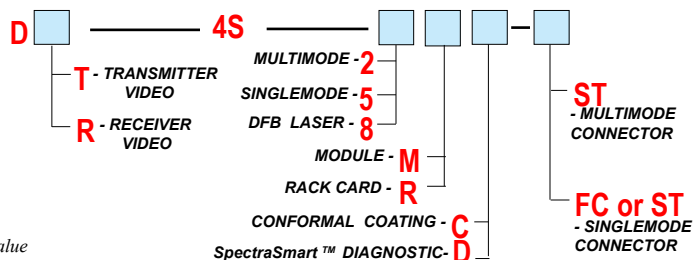 D 4S -
T - TRANSMITTER
VIDEO
R - RECEIVER
VIDEO
MULTIMODE - 2
SINGLEMODE - 5
DFB LASER - 8
MODULE - M
RACK CARD - R
CONFORMAL COATING - C
SpectraSmart ™ DIAGNOSTIC- D
ST
- MULTIMODE
CONNECTOR
FC or ST
- SINGLEMODE
CONNECTOR
alue